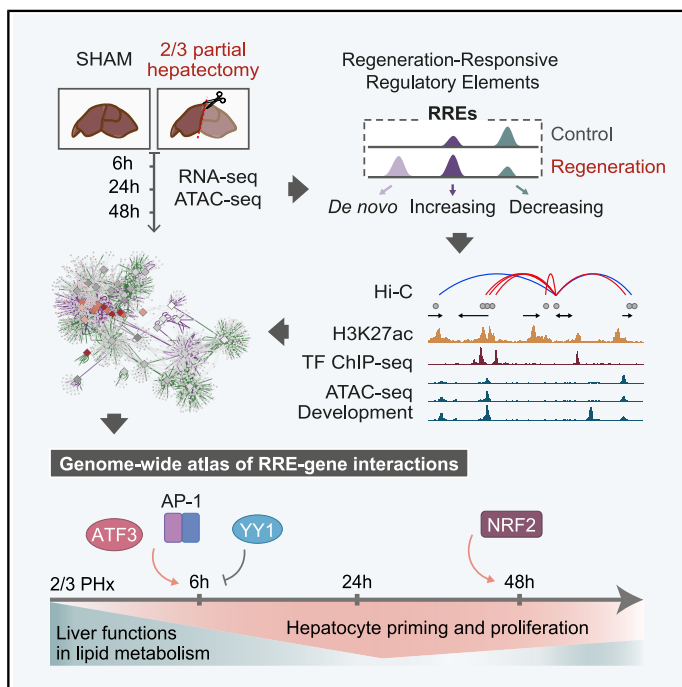 SHAM
2/3 partial
hepatectomy
6h
24h
48h
RNA-seq
ATAC-seq
Regeneration-Responsive
Regulatory Elements
RREs
Control
Regeneration
De novo Increasing Decreasing
Hi-C
H3K27ac
TF ChIP-seq
ATAC-seq
Development
Genome-wide atlas of RRE-gene interactions
ATF3
AP-1
YY1
NRF2
2/3 PHx
6h
24h
48h
Liver functions
in lipid metabolism
Hepatocyte priming and proliferation